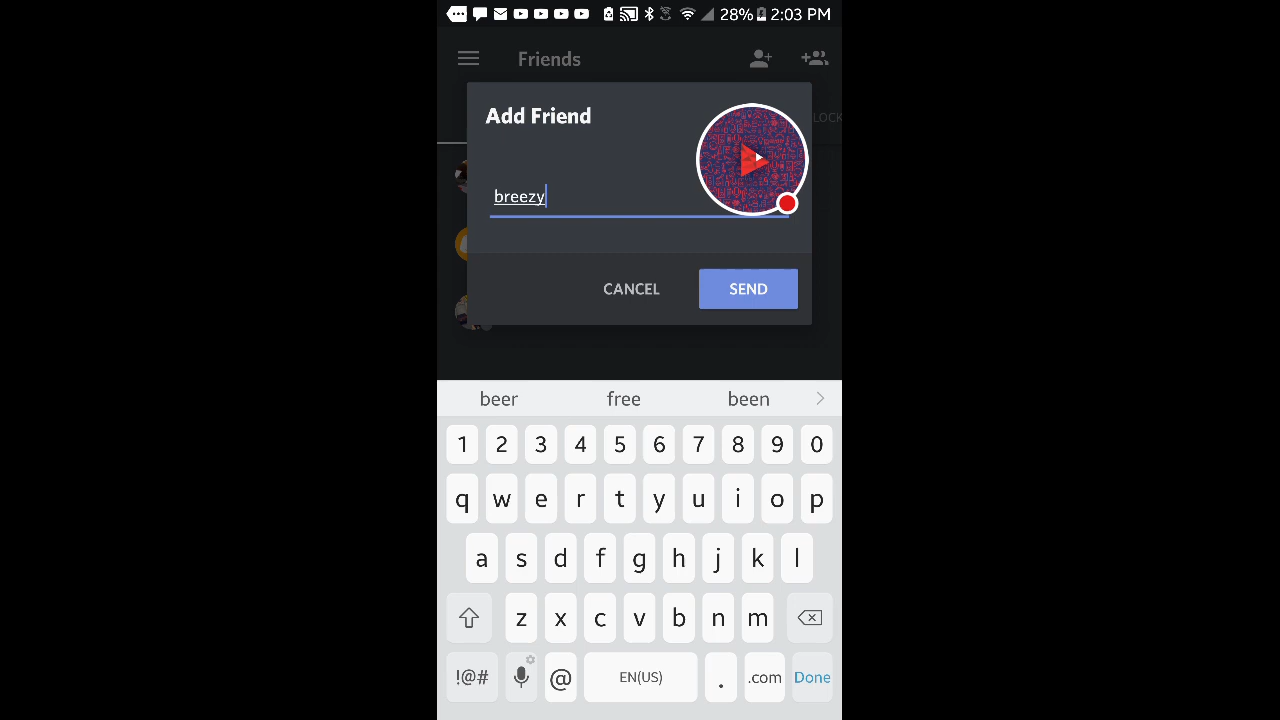 28% 2:03 PM
Friends
LOCK
Add Friend
breezy
CANCEL SEND
beer free been
1 2 3 4 5 6 7 8 9 0
q w e r t y u i o p
a s d f g h j k l
z x c v b n m
!@# @ EN(US) . .com Done